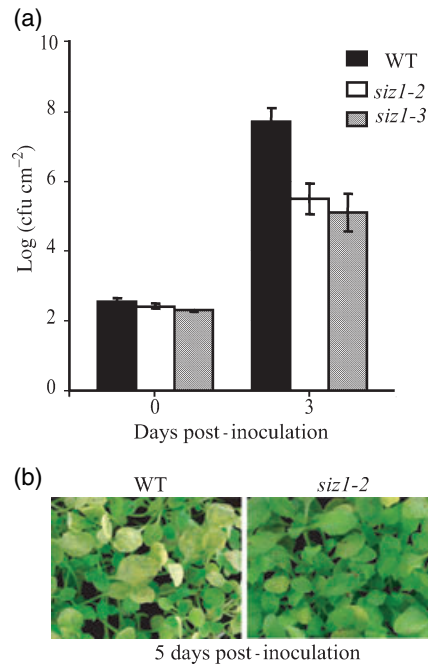 (a)
10
8
6
4
2
0
Log (cfu cm⁻²)
WT
siz1-2
siz1-3
0 3
Days post-inoculation
(b)
WT siz1-2
5 days post-inoculation